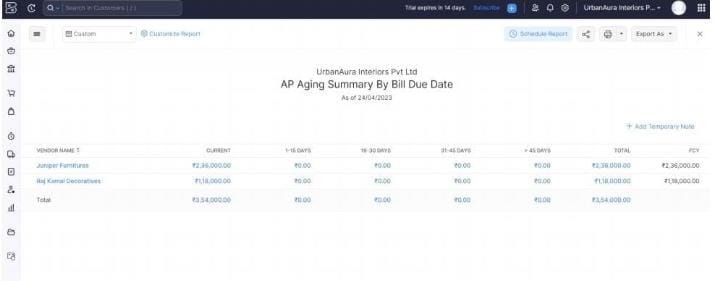 Search in Customers ( / )
Trial expires in 14 days. Subscribe
UrbanAura Interiors P...
Custom
Customize Report
Schedule Report
Export As
UrbanAura Interiors Pvt Ltd
AP Aging Summary By Bill Due Date
As of 24/04/2023
+ Add Temporary Note
VENDOR NAME CURRENT 1-15 DAYS 16-30 DAYS 31-45 DAYS > 45 DAYS TOTAL FCY
Juniper Furnitures ₹2,36,000.00 ₹0.00 ₹0.00 ₹0.00 ₹0.00 ₹2,36,000.00 ₹2,36,000.00
Raj Kamal Decoratives ₹1,18,000.00 ₹0.00 ₹0.00 ₹0.00 ₹0.00 ₹1,18,000.00 ₹1,18,000.00
Total ₹3,54,000.00 ₹0.00 ₹0.00 ₹0.00 ₹0.00 ₹3,54,000.00